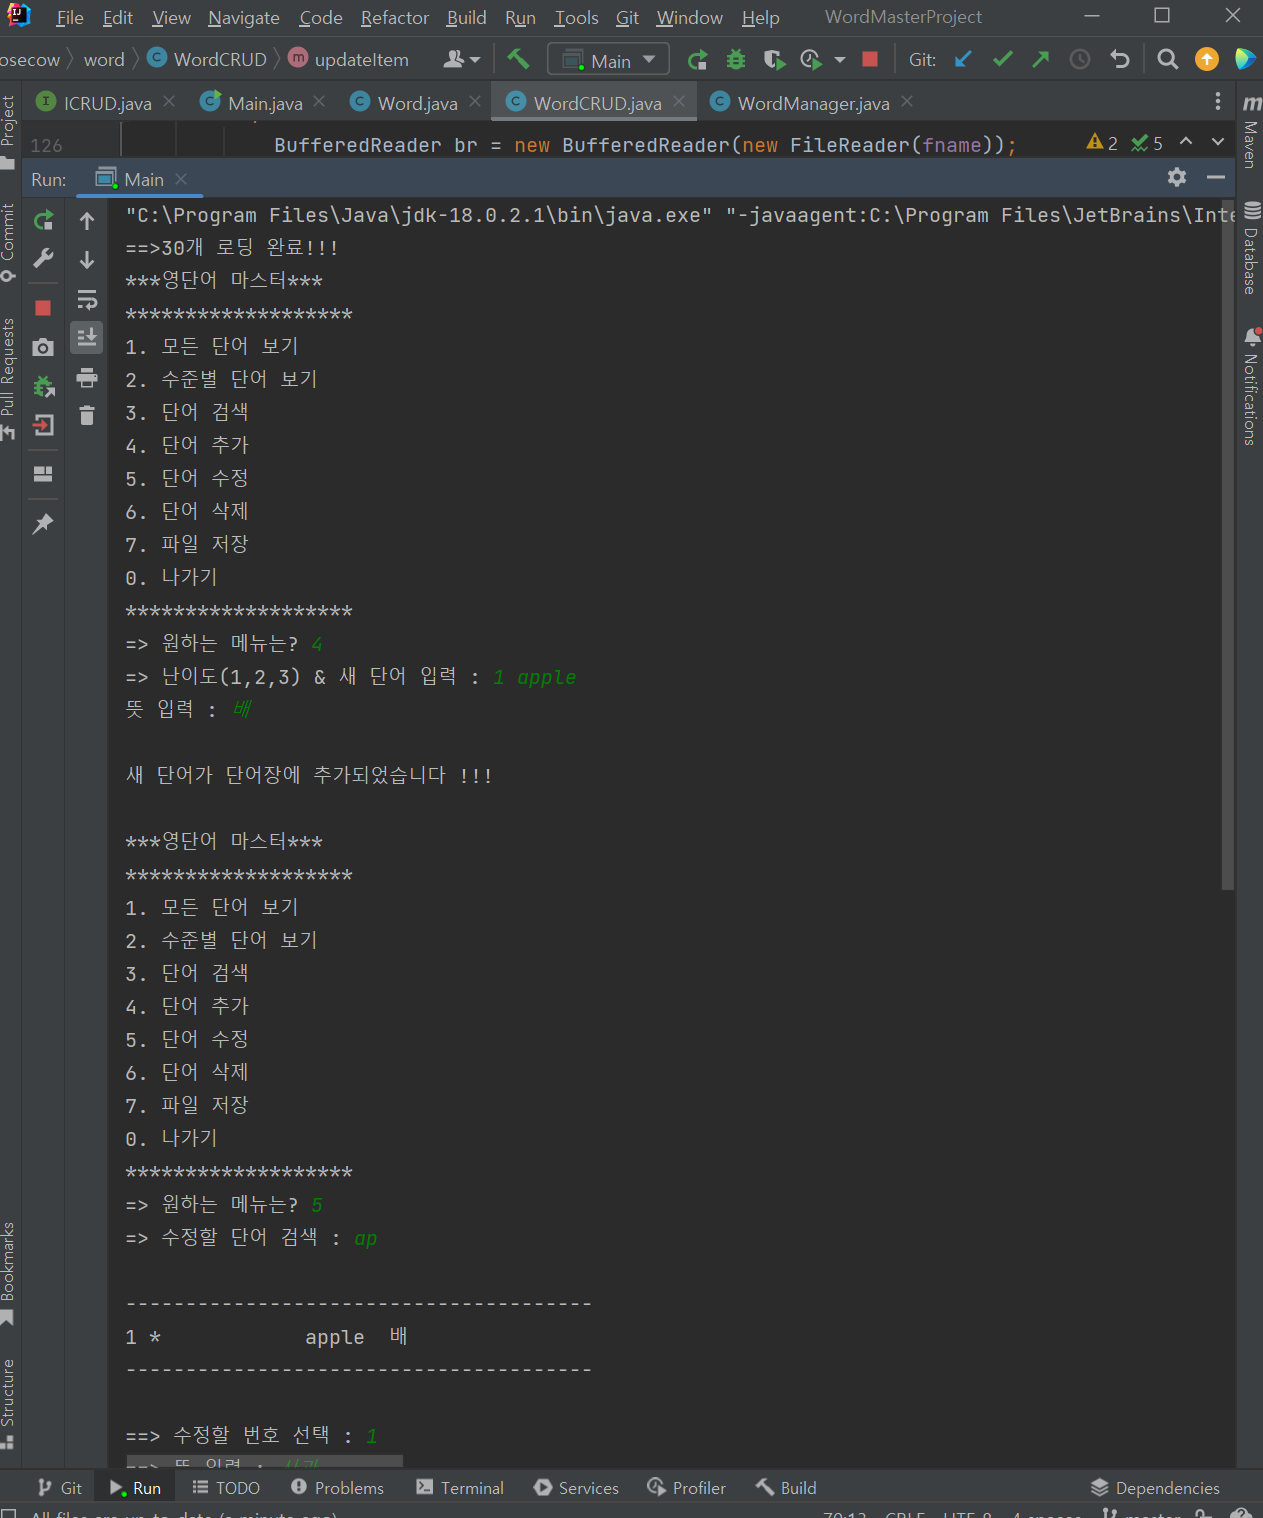 File Edit View Navigate Code Refactor Build Run Tools Git Window Help WordMasterProject
osecow word WordCRUD updateItem Main Git:
ICRUD.java Main.java Word.java WordCRUD.java WordManager.java
126 BufferedReader br = new BufferedReader(new FileReader(fname)); 2 5
Run: Main
"C:\Program Files\Java\jdk-18.0.2.1\bin\java.exe" "-javaagent:C:\Program Files\JetBrains\Inte
==>30개 로딩 완료!!!
***영단어 마스터***
*******************
1. 모든 단어 보기
2. 수준별 단어 보기
3. 단어 검색
4. 단어 추가
5. 단어 수정
6. 단어 삭제
7. 파일 저장
0. 나가기
*******************
=> 원하는 메뉴는? 4
=> 난이도(1,2,3) & 새 단어 입력 : 1 apple
뜻 입력 : 배
새 단어가 단어장에 추가되었습니다 !!!
***영단어 마스터***
*******************
1. 모든 단어 보기
2. 수준별 단어 보기
3. 단어 검색
4. 단어 추가
5. 단어 수정
6. 단어 삭제
7. 파일 저장
0. 나가기
*******************
=> 원하는 메뉴는? 5
=> 수정할 단어 검색 : ap
---------------------------------------
1 * apple 배
---------------------------------------
==> 수정할 번호 선택 : 1
==> 뜻 입력 : 사과
Project
Commit
Pull Requests
Bookmarks
Structure
Maven
Database
Notifications
Git Run TODO Problems Terminal Services Profiler Build Dependencies
All files are up-to-date (a minute ago) 70:13 CRLF UTF-8 4 spaces master